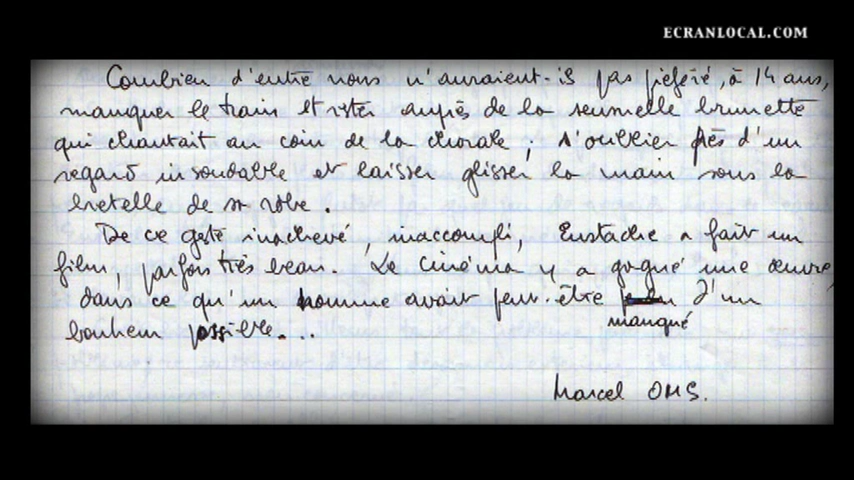 ECRANLOCAL.COM
Combien d'entre nous n'auraient-ils pas préféré, à 14 ans,
manquer le train et rester auprès de la sensuelle brunette
qui chantait au coin de la chorale ; s'oublier près d'un
regard insondable et laisser glisser la main sous la
bretelle de sa robe.
De ce geste inachevé, inaccompli, Eustache a fait un
film, parfois très beau. Le cinéma y a gagné une œuvre,
dans ce qu'un homme avait peut-être d'un
manqué
bonheur possible...
Marcel OMS.